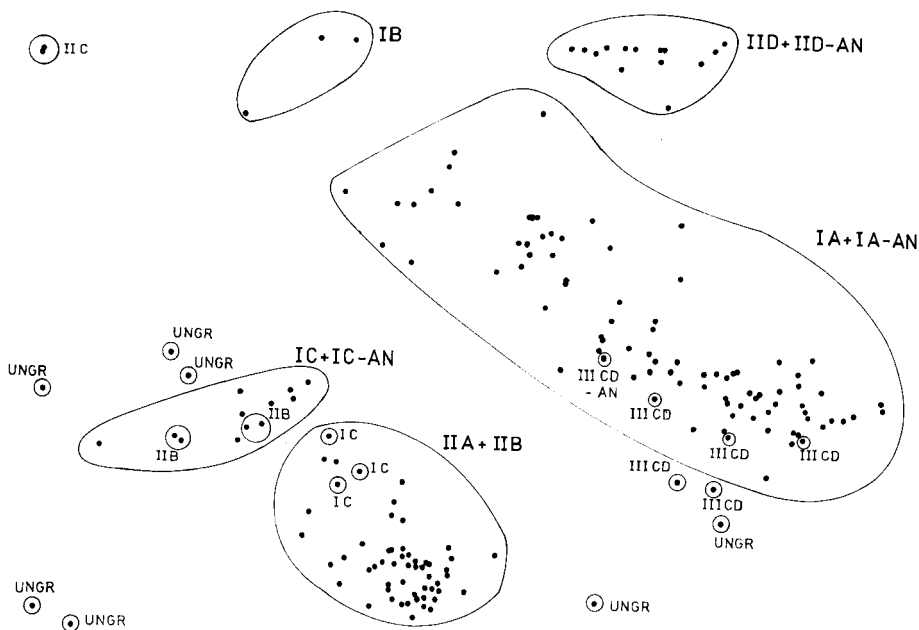 IB
IIC
IID+IID-AN
IA+IA-AN
UNGR
UNGR
UNGR
IC+IC-AN
IIICD
-AN
IIICD
IIB
IIB
IC
IIA+IIB
IC
IC
IIICD
IIICD
IIICD
IIICD
UNGR
UNGR
UNGR
UNGR